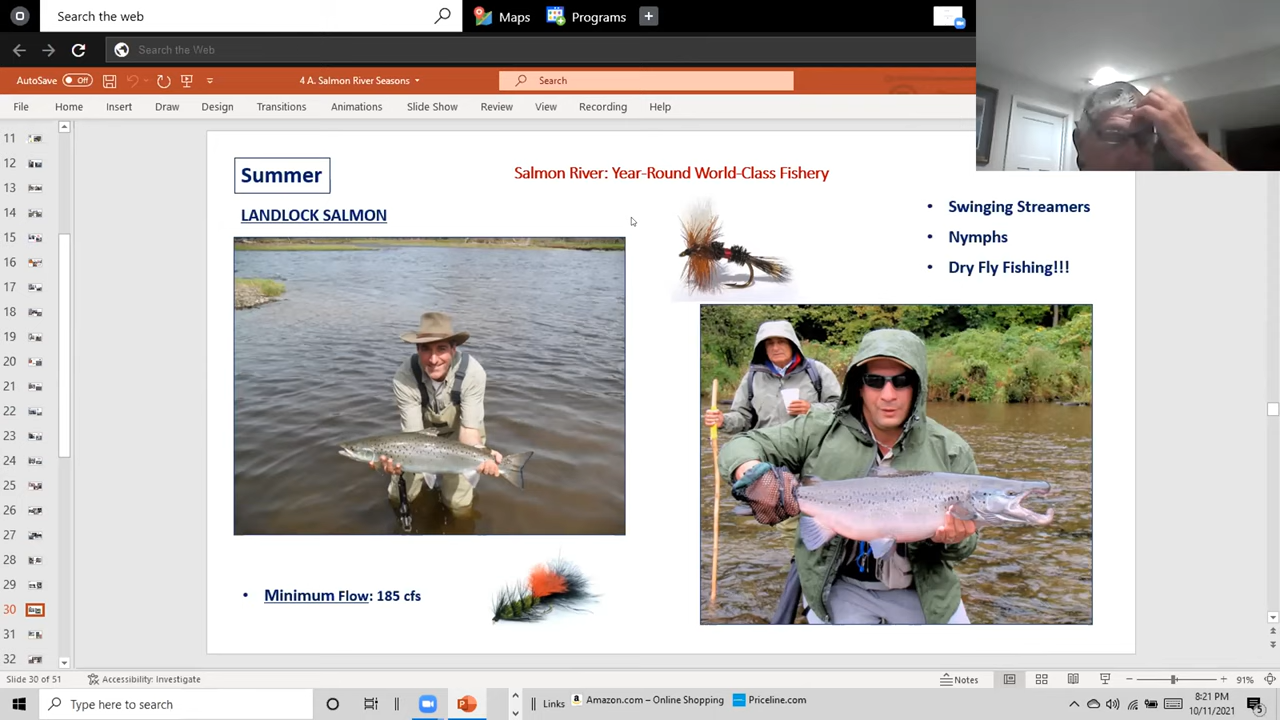 Search the web
Maps
Programs
Search the Web
AutoSave Off
4 A. Salmon River Seasons
Search
File Home Insert Draw Design Transitions Animations Slide Show Review View Recording Help
11
12
13
14
15
16
17
18
19
20
21
22
23
24
25
26
27
28
29
30
31
32
Summer
Salmon River: Year-Round World-Class Fishery
LANDLOCK SALMON
• Swinging Streamers
• Nymphs
• Dry Fly Fishing!!!
• Minimum Flow: 185 cfs
Slide 30 of 51
Accessibility: Investigate
Notes
91%
Type here to search
Links
Amazon.com – Online Shopping
Priceline.com
8:21 PM
10/11/2021
5